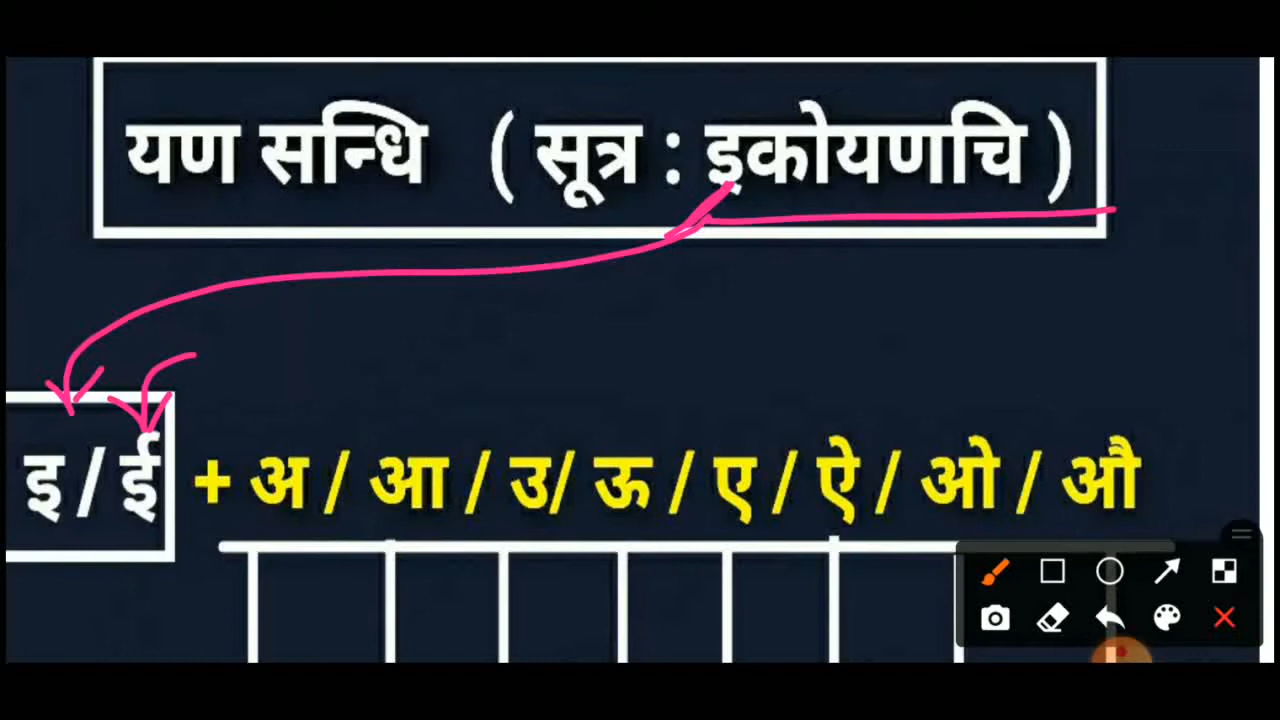 यण सन्धि ( सूत्र : इकोयणचि )
इ / ई + अ / आ / उ/ ऊ / ए / ऐ / ओ / औ